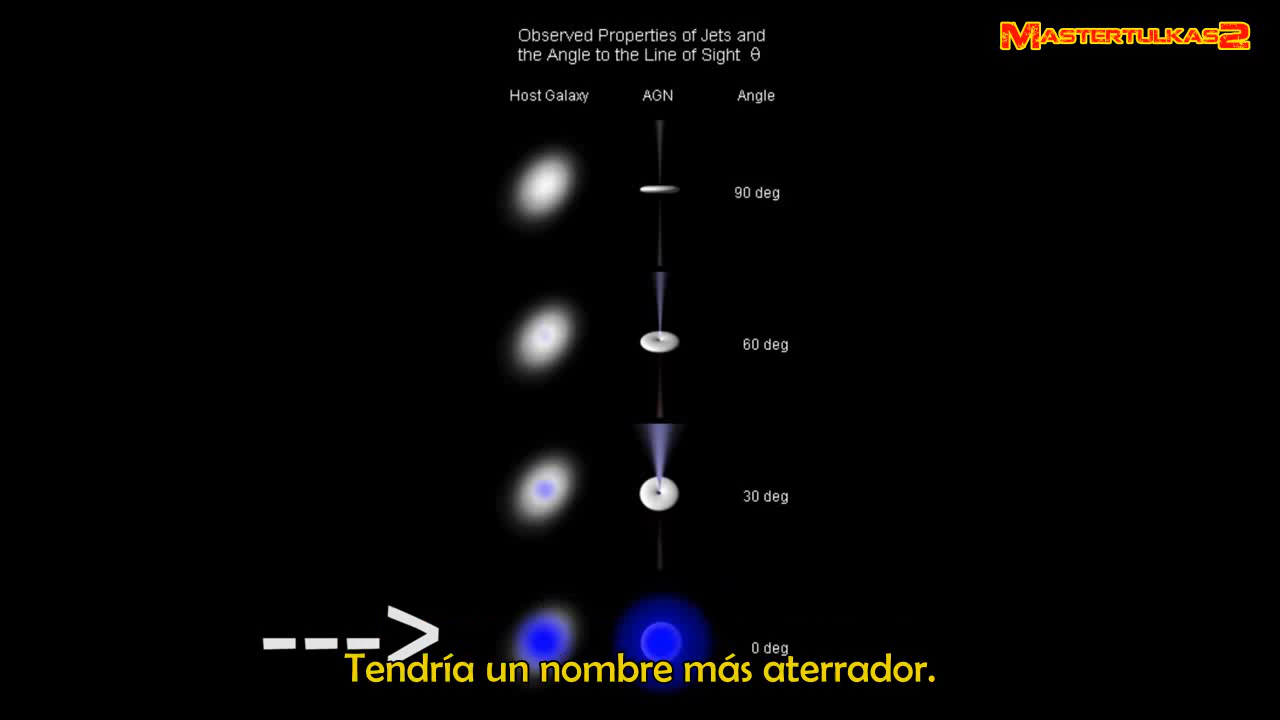 Observed Properties of Jets and
the Angle to the Line of Sight θ
MASTERTULKAS2
Host Galaxy AGN Angle
90 deg
60 deg
30 deg
--->
0 deg
Tendría un nombre más aterrador.